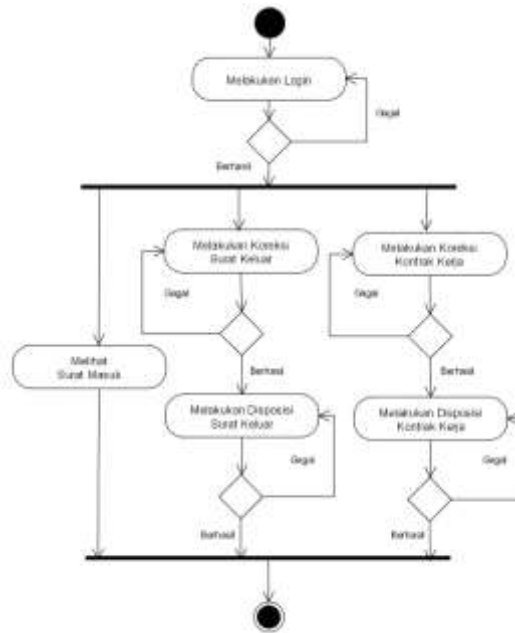 Melakukan Login
Gagal
Berhasil
Melakukan Koreksi
Surat Keluar
Melakukan Koreksi
Kontrak Kerja
Gagal
Gagal
Melihat
Surat Masuk
Berhasil
Berhasil
Melakukan Disposisi
Surat Keluar
Melakukan Disposisi
Kontrak Kerja
Gagal
Gagal
Berhasil
Berhasil